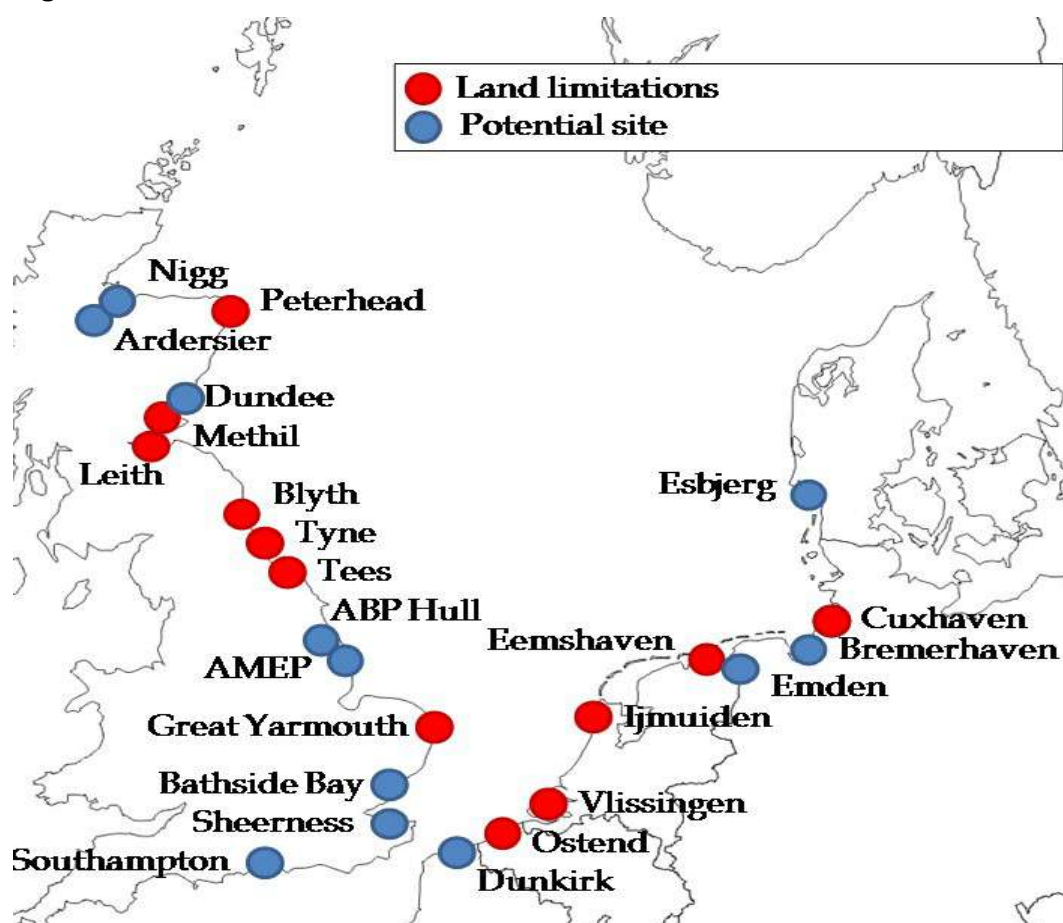 Land limitations
Potential site
Nigg
Peterhead
Ardersier
Dundee
Methil
Leith
Blyth
Tyne
Tees
ABP Hull
AMEP
Great Yarmouth
Bathside Bay
Sheerness
Southampton
Esbjerg
Cuxhaven
Bremerhaven
Eemshaven
Emden
Ijmuiden
Vlissingen
Ostend
Dunkirk